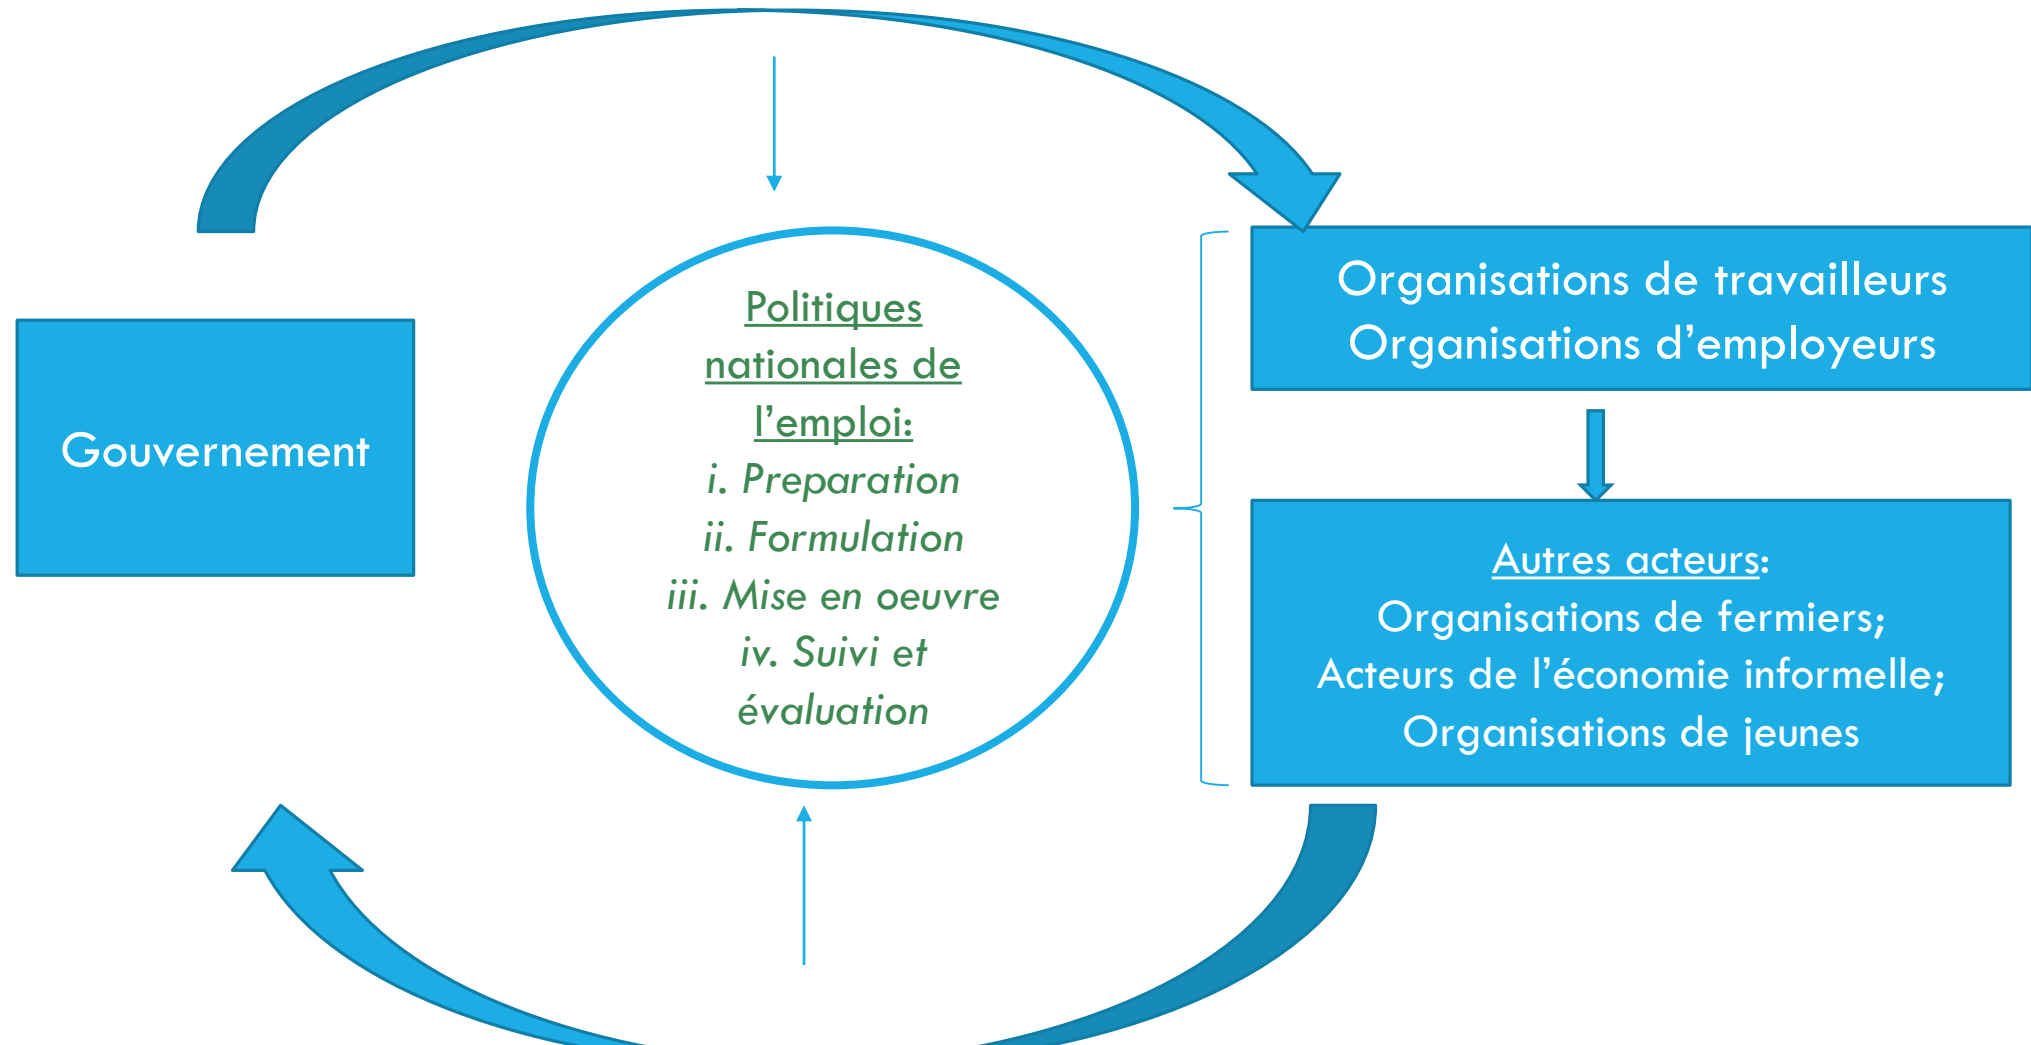 Gouvernement
Politiques
nationales de
l’emploi:
i. Preparation
ii. Formulation
iii. Mise en oeuvre
iv. Suivi et
évaluation
Organisations de travailleurs
Organisations d’employeurs
Autres acteurs:
Organisations de fermiers;
Acteurs de l’économie informelle;
Organisations de jeunes